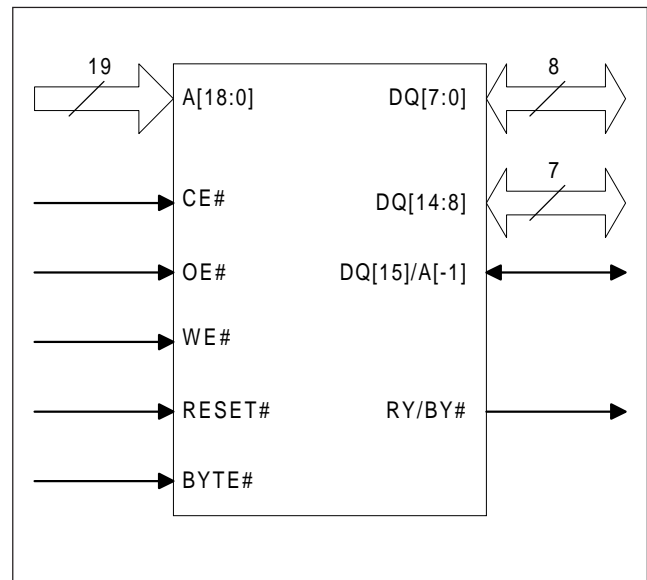 19
8
A[18:0]
DQ[7:0]
7
CE#
DQ[14:8]
OE#
DQ[15]/A[-1]
WE#
RESET#
RY/BY#
BYTE#